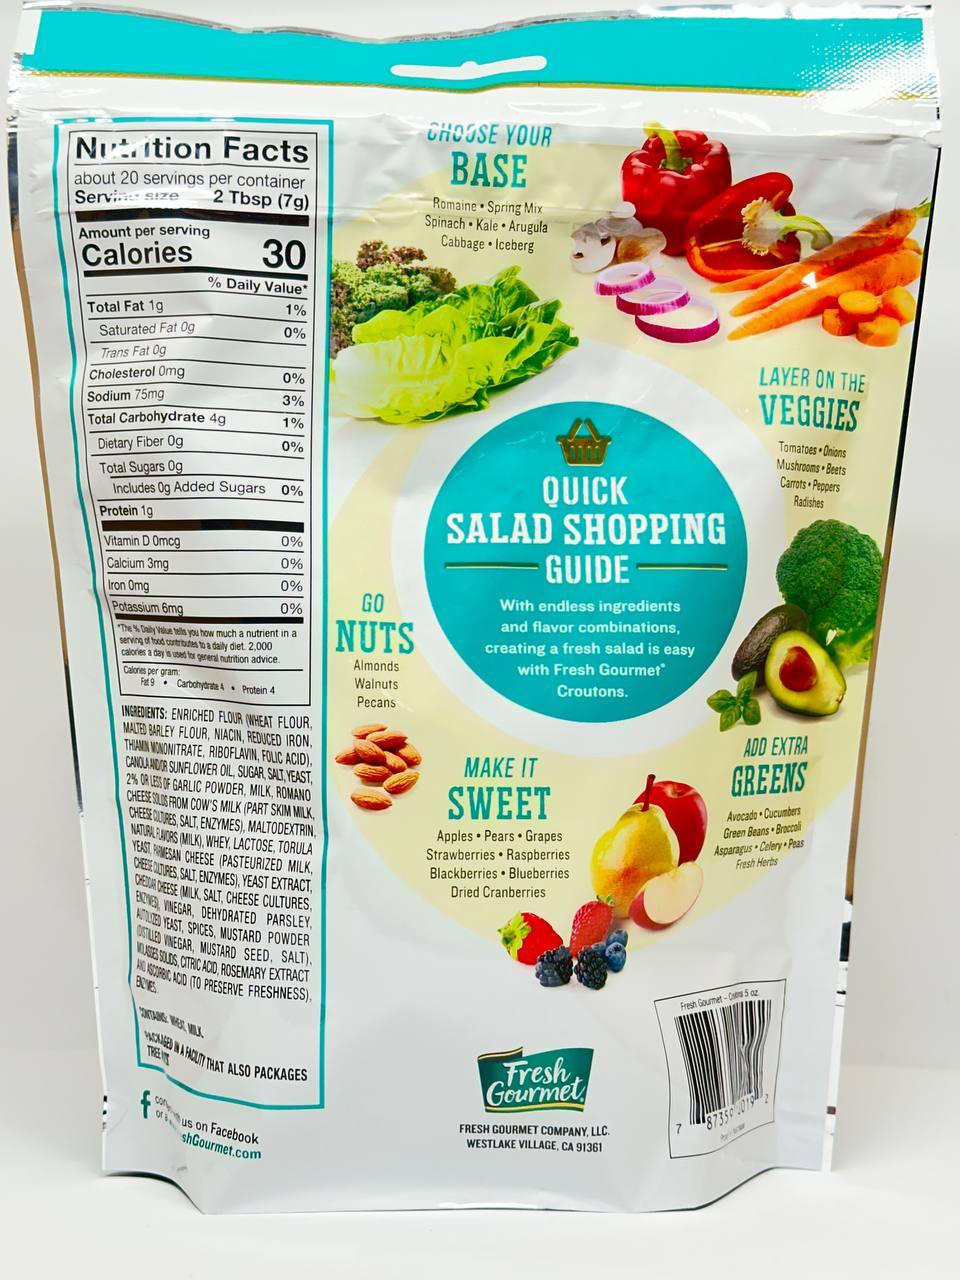 Nutrition Facts
about 20 servings per container
Serving size 2 Tbsp (7g)
Amount per serving
Calories 30
% Daily Value*
Total Fat 1g 1%
Saturated Fat 0g 0%
Trans Fat 0g
Cholesterol 0mg 0%
Sodium 75mg 3%
Total Carbohydrate 4g 1%
Dietary Fiber 0g 0%
Total Sugars 0g
Includes 0g Added Sugars 0%
Protein 1g
Vitamin D 0mcg 0%
Calcium 3mg 0%
Iron 0mg 0%
Potassium 6mg 0%
*The % Daily Value tells you how much a nutrient in a
serving of food contributes to a daily diet. 2,000
calories a day is used for general nutrition advice.
Calories per gram:
Fat 9 • Carbohydrate 4 • Protein 4
INGREDIENTS: ENRICHED FLOUR (WHEAT FLOUR,
MALTED BARLEY FLOUR, NIACIN, REDUCED IRON,
THIAMIN MONONITRATE, RIBOFLAVIN, FOLIC ACID),
CANOLA AND/OR SUNFLOWER OIL, SUGAR, SALT, YEAST,
2% OR LESS OF GARLIC POWDER, MILK, ROMANO
CHEESE SOLIDS FROM COW'S MILK (PART SKIM MILK,
CHEESE CULTURES, SALT, ENZYMES), MALTODEXTRIN,
NATURAL FLAVORS (MILK), WHEY, LACTOSE, TORULA
YEAST, PARMESAN CHEESE (PASTEURIZED MILK,
CHEESE CULTURES, SALT, ENZYMES), YEAST EXTRACT,
CHEDDAR CHEESE (MILK, SALT, CHEESE CULTURES,
ENZYMES), VINEGAR, DEHYDRATED PARSLEY,
AUTOLYZED YEAST, SPICES, MUSTARD POWDER
(DISTILLED VINEGAR, MUSTARD SEED, SALT),
MOLASSES SOLIDS, CITRIC ACID, ROSEMARY EXTRACT
AND ASCORBIC ACID (TO PRESERVE FRESHNESS),
ENZYMES.
CONTAINS: WHEAT, MILK.
PACKAGED IN A FACILITY THAT ALSO PACKAGES
TREE NUTS
f us on Facebook
or
shGourmet.com
CHOOSE YOUR
BASE
Romaine • Spring Mix
Spinach • Kale • Arugula
Cabbage • Iceberg
LAYER ON THE
VEGGIES
Tomatoes • Onions
Mushrooms • Beets
Carrots • Peppers
Radishes
QUICK
SALAD SHOPPING
GUIDE
With endless ingredients
and flavor combinations,
creating a fresh salad is easy
with Fresh Gourmet®
Croutons.
GO
NUTS
Almonds
Walnuts
Pecans
ADD EXTRA
GREENS
Avocado • Cucumbers
Green Beans • Broccoli
Asparagus • Celery • Peas
Fresh Herbs
MAKE IT
SWEET
Apples • Pears • Grapes
Strawberries • Raspberries
Blackberries • Blueberries
Dried Cranberries
Fresh
Gourmet®
FRESH GOURMET COMPANY, LLC.
WESTLAKE VILLAGE, CA 91361
Fresh Gourmet – 5 oz.
7 87359 2